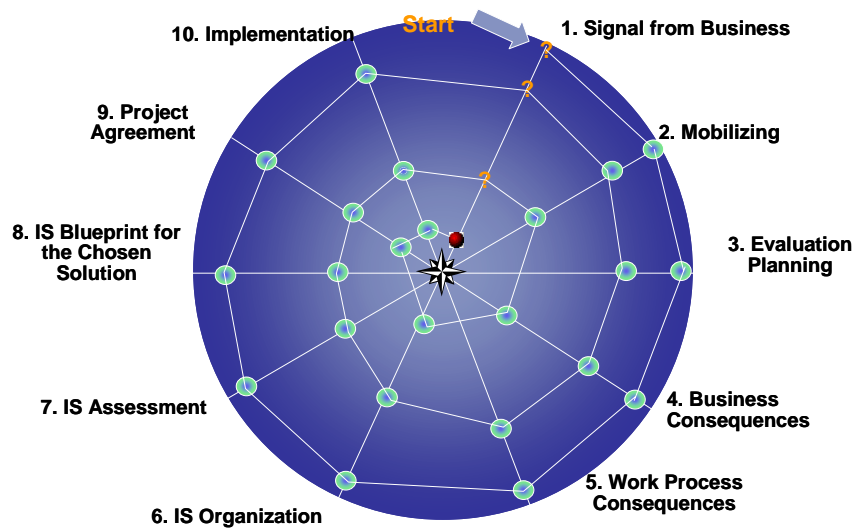 Start
1. Signal from Business
?
?
?
2. Mobilizing
3. Evaluation
Planning
4. Business
Consequences
5. Work Process
Consequences
6. IS Organization
7. IS Assessment
8. IS Blueprint for
the Chosen
Solution
9. Project
Agreement
10. Implementation